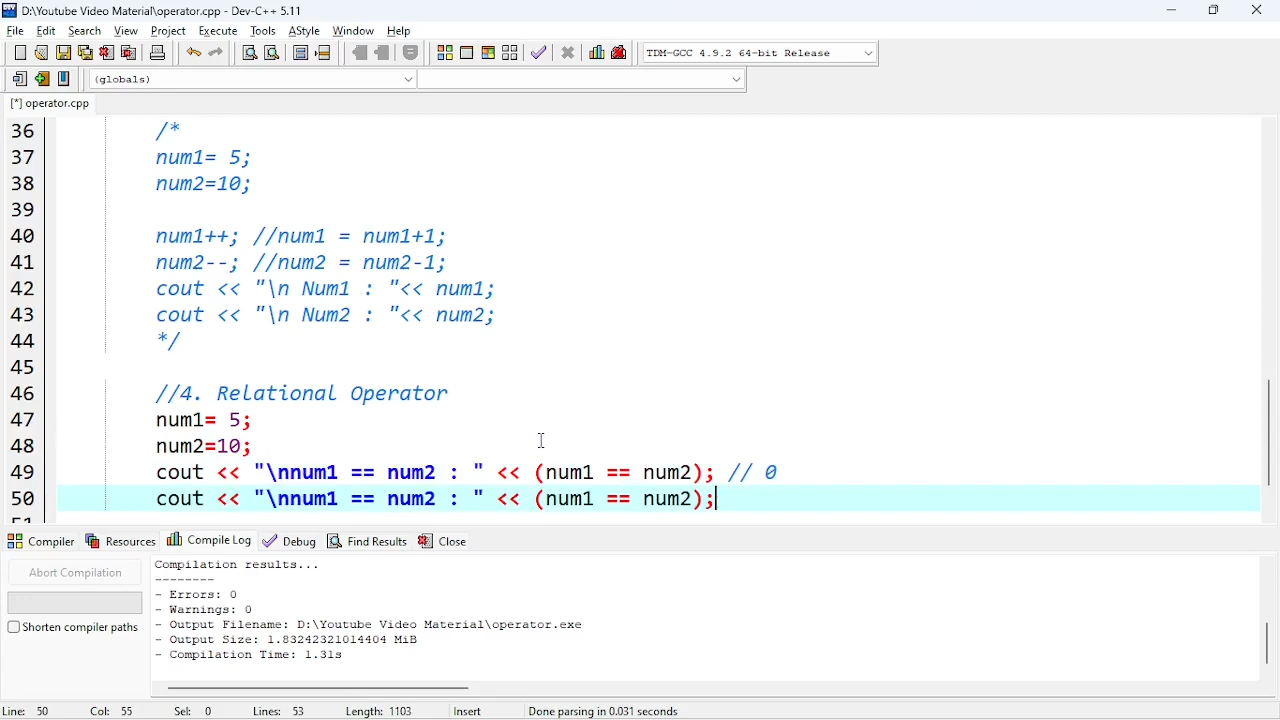 D:\Youtube Video Material\operator.cpp - Dev-C++ 5.11
File Edit Search View Project Execute Tools AStyle Window Help
TDM-GCC 4.9.2 64-bit Release
(globals)
[*] operator.cpp
36 /*
37 num1= 5;
38 num2=10;
39
40 num1++; //num1 = num1+1;
41 num2--; //num2 = num2-1;
42 cout << "\n Num1 : "<< num1;
43 cout << "\n Num2 : "<< num2;
44 */
45
46 //4. Relational Operator
47 num1= 5;
48 num2=10;
49 cout << "\nnum1 == num2 : " << (num1 == num2); // 0
50 cout << "\nnum1 == num2 : " << (num1 == num2);
51
Compiler Resources Compile Log Debug Find Results Close
Abort Compilation
Shorten compiler paths
Compilation results...
--------
- Errors: 0
- Warnings: 0
- Output Filename: D:\Youtube Video Material\operator.exe
- Output Size: 1.83242321014404 MiB
- Compilation Time: 1.31s
Line: 50 Col: 55 Sel: 0 Lines: 53 Length: 1103 Insert Done parsing in 0.031 seconds